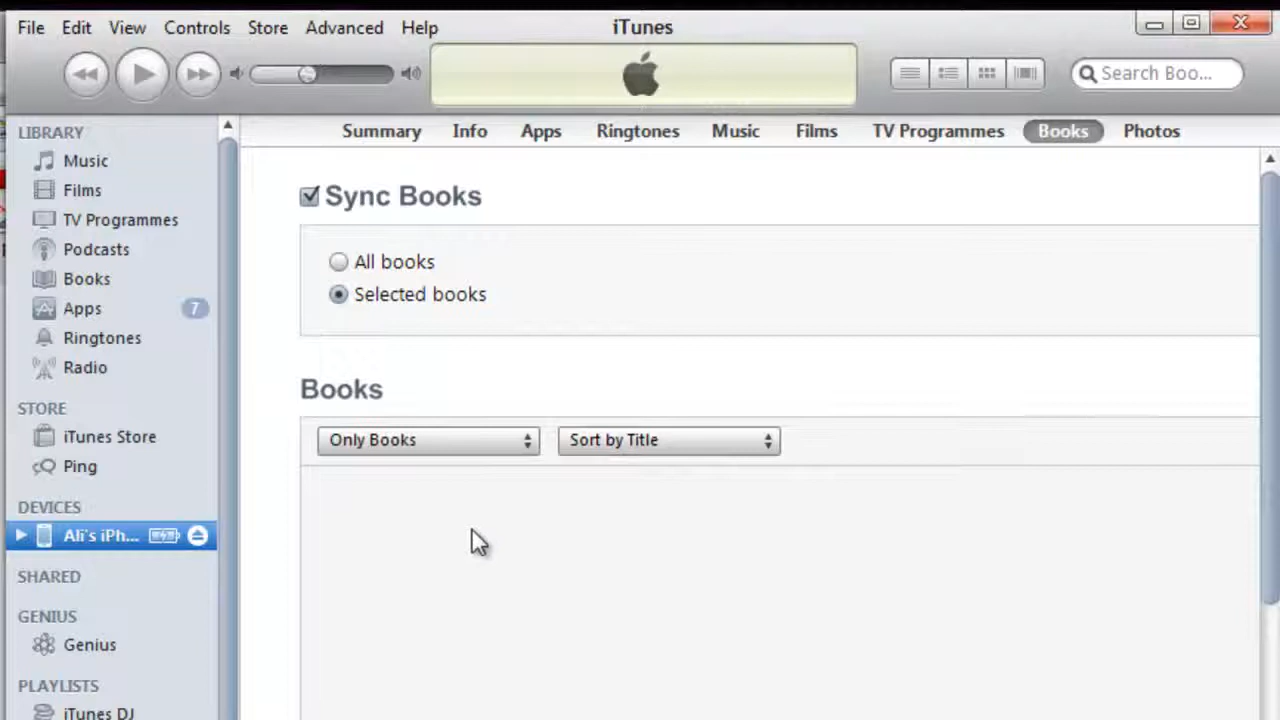 File Edit View Controls Store Advanced Help iTunes
Search Boo...
LIBRARY
Music
Films
TV Programmes
Podcasts
Books
Apps 7
Ringtones
Radio
STORE
iTunes Store
Ping
DEVICES
Ali's iPh...
SHARED
GENIUS
Genius
PLAYLISTS
iTunes DJ
Summary Info Apps Ringtones Music Films TV Programmes Books Photos
Sync Books
All books
Selected books
Books
Only Books Sort by Title